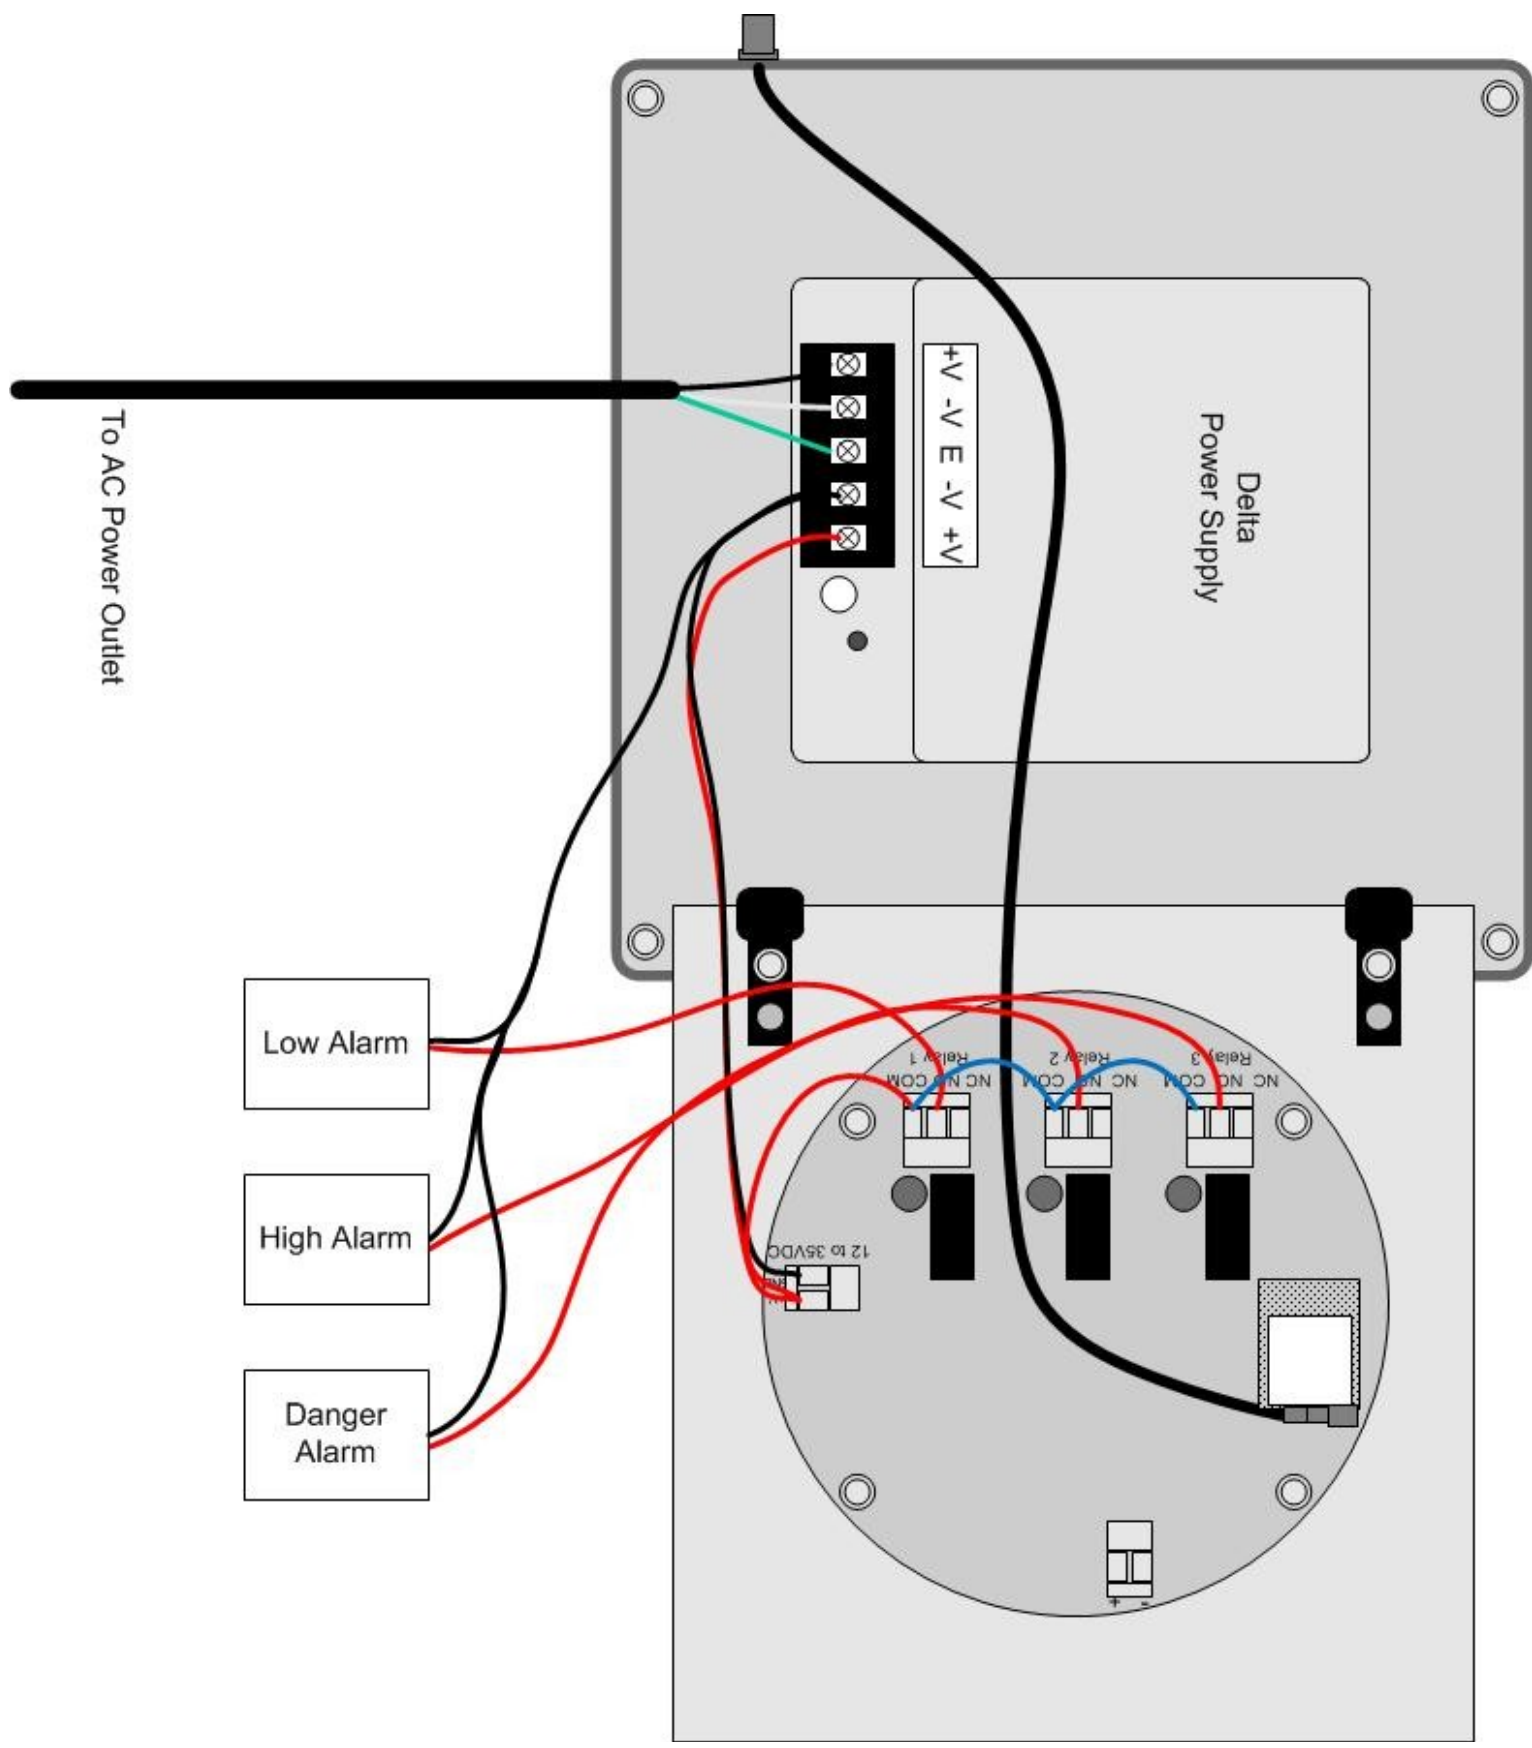 +V -V E -V +V
Delta
Power Supply
To AC Power Outlet
Low Alarm
High Alarm
Danger
Alarm
Relay 1
Relay 2
Relay 3
NC NO COM
NC NO COM
NC NO COM
12 to 35VDC
+ -